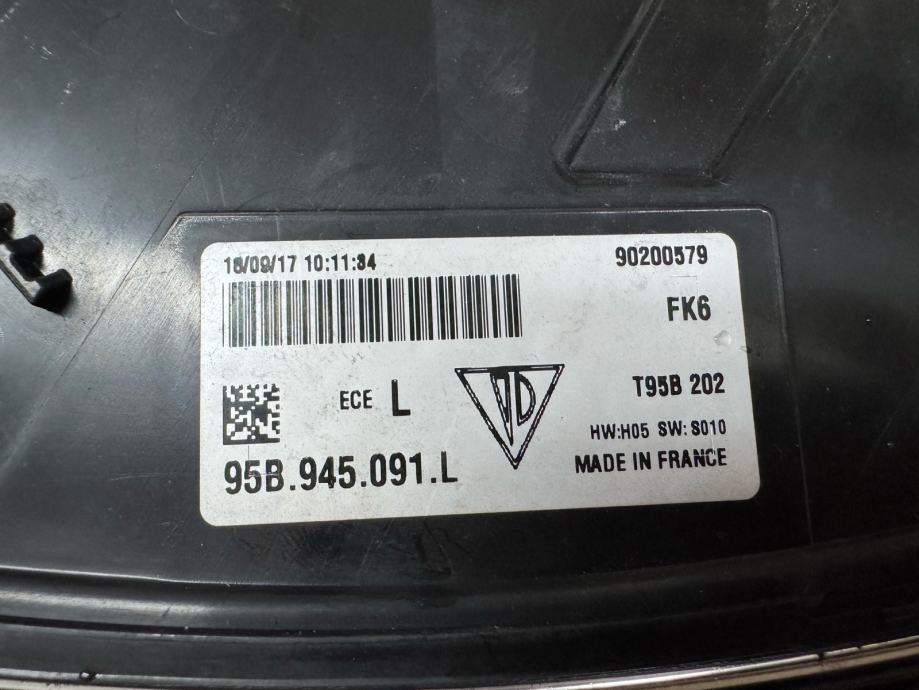 18/09/17 10:11:34
90200579
FK6
ECE L
VD
T95B 202
HW:H05 SW: S010
95B.945.091.L
MADE IN FRANCE